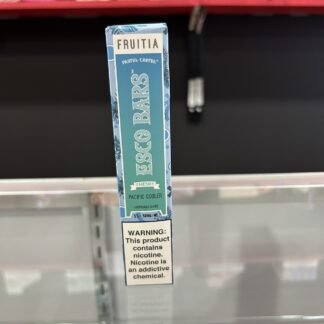 FRUITIA
ESCO BARS
PACIFIC COOLER
WARNING:
This product
contains
nicotine.
Nicotine is
an addictive
chemical.